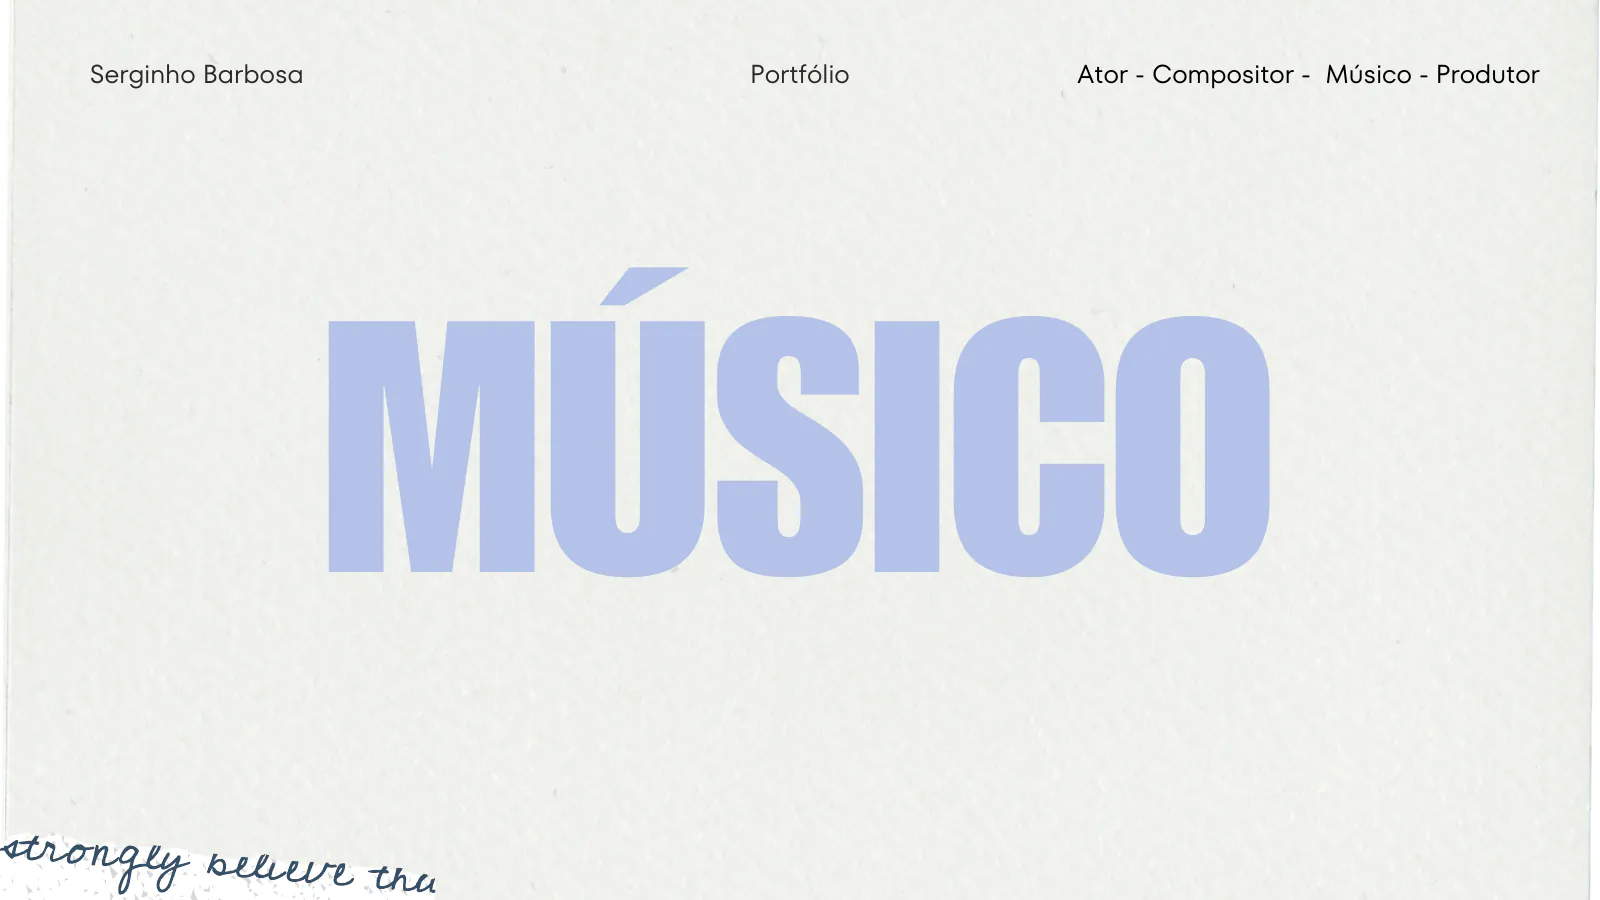 Serginho Barbosa
Portfólio
Ator - Compositor -  Músico - Produtor
MÚSICO
strongly believe